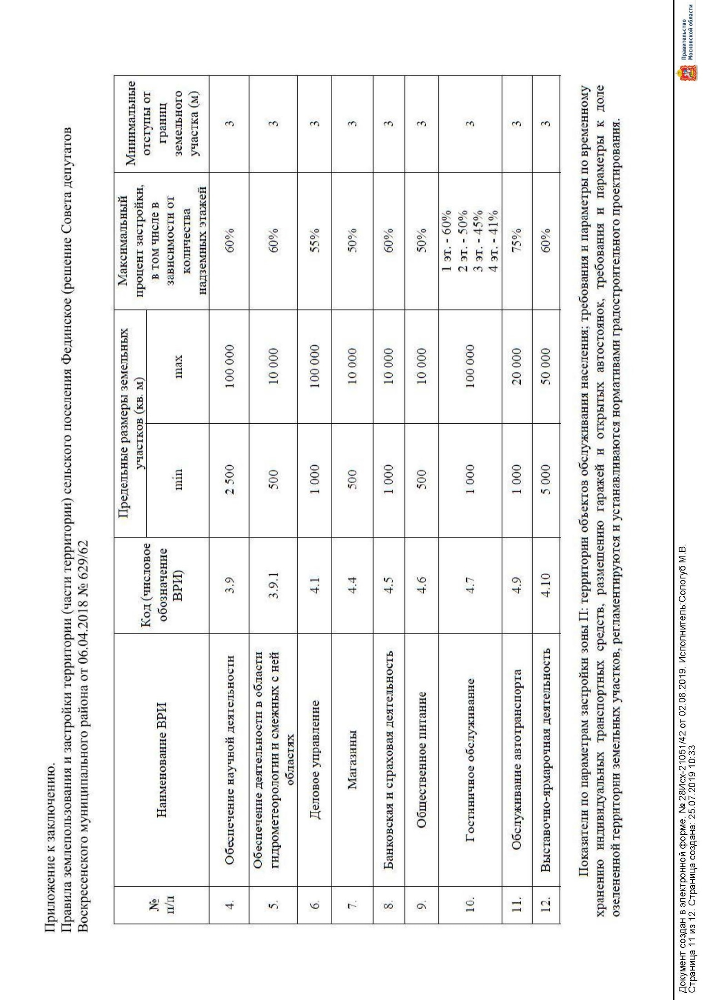 Приложение к заключению.
Правила землепользования и застройки территории (части территории) сельского поселения Фединское (решение Совета депутатов
Воскресенского муниципального района от 06.04.2018 № 629/62
№
п/п
Наименование ВРИ
Код (числовое
обозначение
ВРИ)
Предельные размеры земельных
участков (кв. м)
min
max
Максимальный
процент застройки,
в том числе в
зависимости от
количества
надземных этажей
Минимальные
отступы от
границ
земельного
участка (м)
4. Обеспечение научной деятельности 3.9 2 500 100 000 60% 3
5. Обеспечение деятельности в области
гидрометеорологии и смежных с ней
областях
3.9.1 500 10 000 60% 3
6. Деловое управление 4.1 1 000 100 000 55% 3
7. Магазины 4.4 500 10 000 50% 3
8. Банковская и страховая деятельность 4.5 1 000 10 000 60% 3
9. Общественное питание 4.6 500 10 000 50% 3
10. Гостиничное обслуживание 4.7 1 000 100 000
1 эт. - 60%
2 эт. - 50%
3 эт. - 45%
4 эт. - 41%
3
11. Обслуживание автотранспорта 4.9 1 000 20 000 75% 3
12. Выставочно-ярмарочная деятельность 4.10 5 000 50 000 60% 3
Показатели по параметрам застройки зоны П: территории объектов обслуживания населения; требования и параметры по временному
хранению индивидуальных транспортных средств, размещению гаражей и открытых автостоянок, требования и параметры к доле
озелененной территории земельных участков, регламентируются и устанавливаются нормативами градостроительного проектирования.
Документ создан в электронной форме. № 28Исх-21051/42 от 02.08.2019. Исполнитель:Сологуб М.В.
Страница 11 из 12. Страница создана: 25.07.2019 10:33
Правительство
Московской области